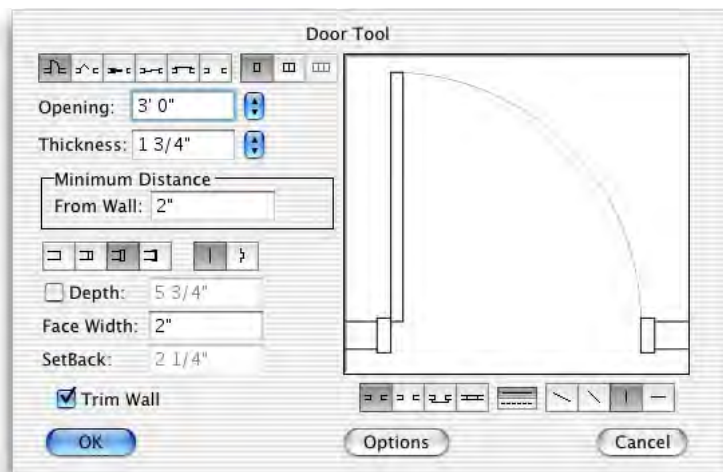 Door Tool
Opening: 3' 0"
Thickness: 1 3/4"
Minimum Distance
From Wall: 2"
Depth: 5 3/4"
Face Width: 2"
SetBack: 2 1/4"
Trim Wall
OK
Options
Cancel